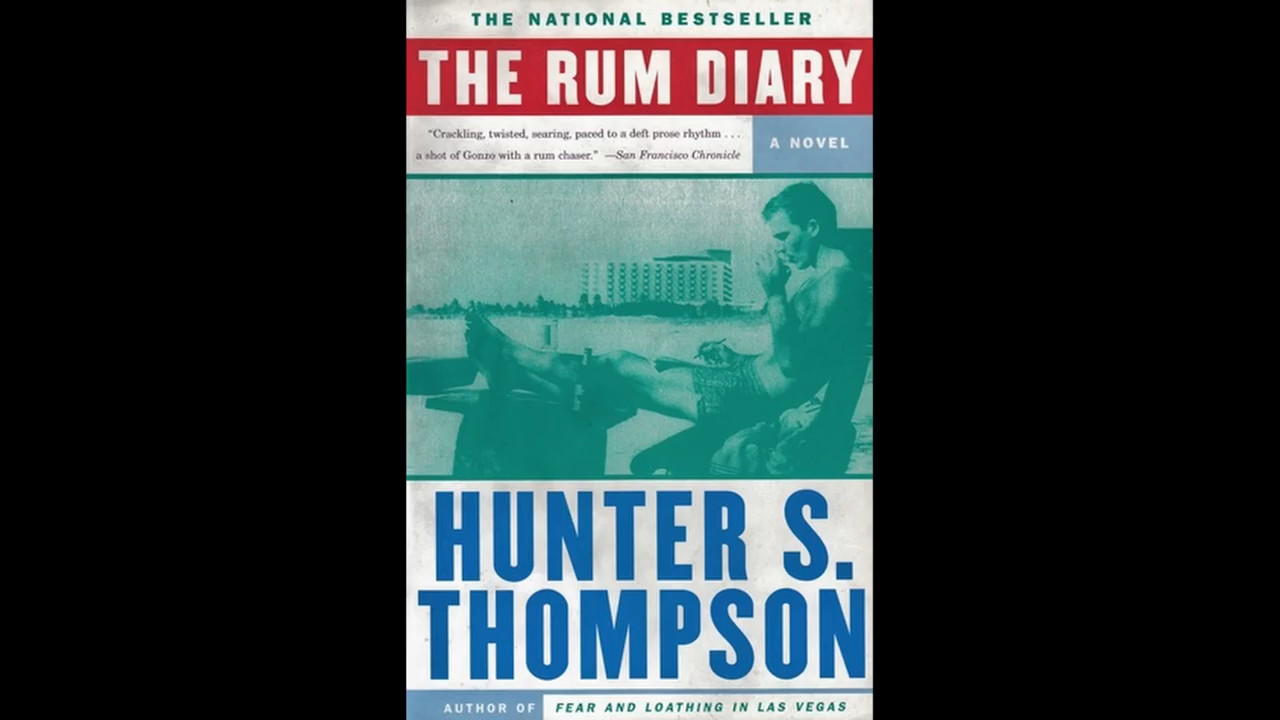 THE NATIONAL BESTSELLER
THE RUM DIARY
"Crackling, twisted, searing, paced to a deft prose rhythm . . .
a shot of Gonzo with a rum chaser." —San Francisco Chronicle
A NOVEL
HUNTER S.
THOMPSON
AUTHOR OF FEAR AND LOATHING IN LAS VEGAS